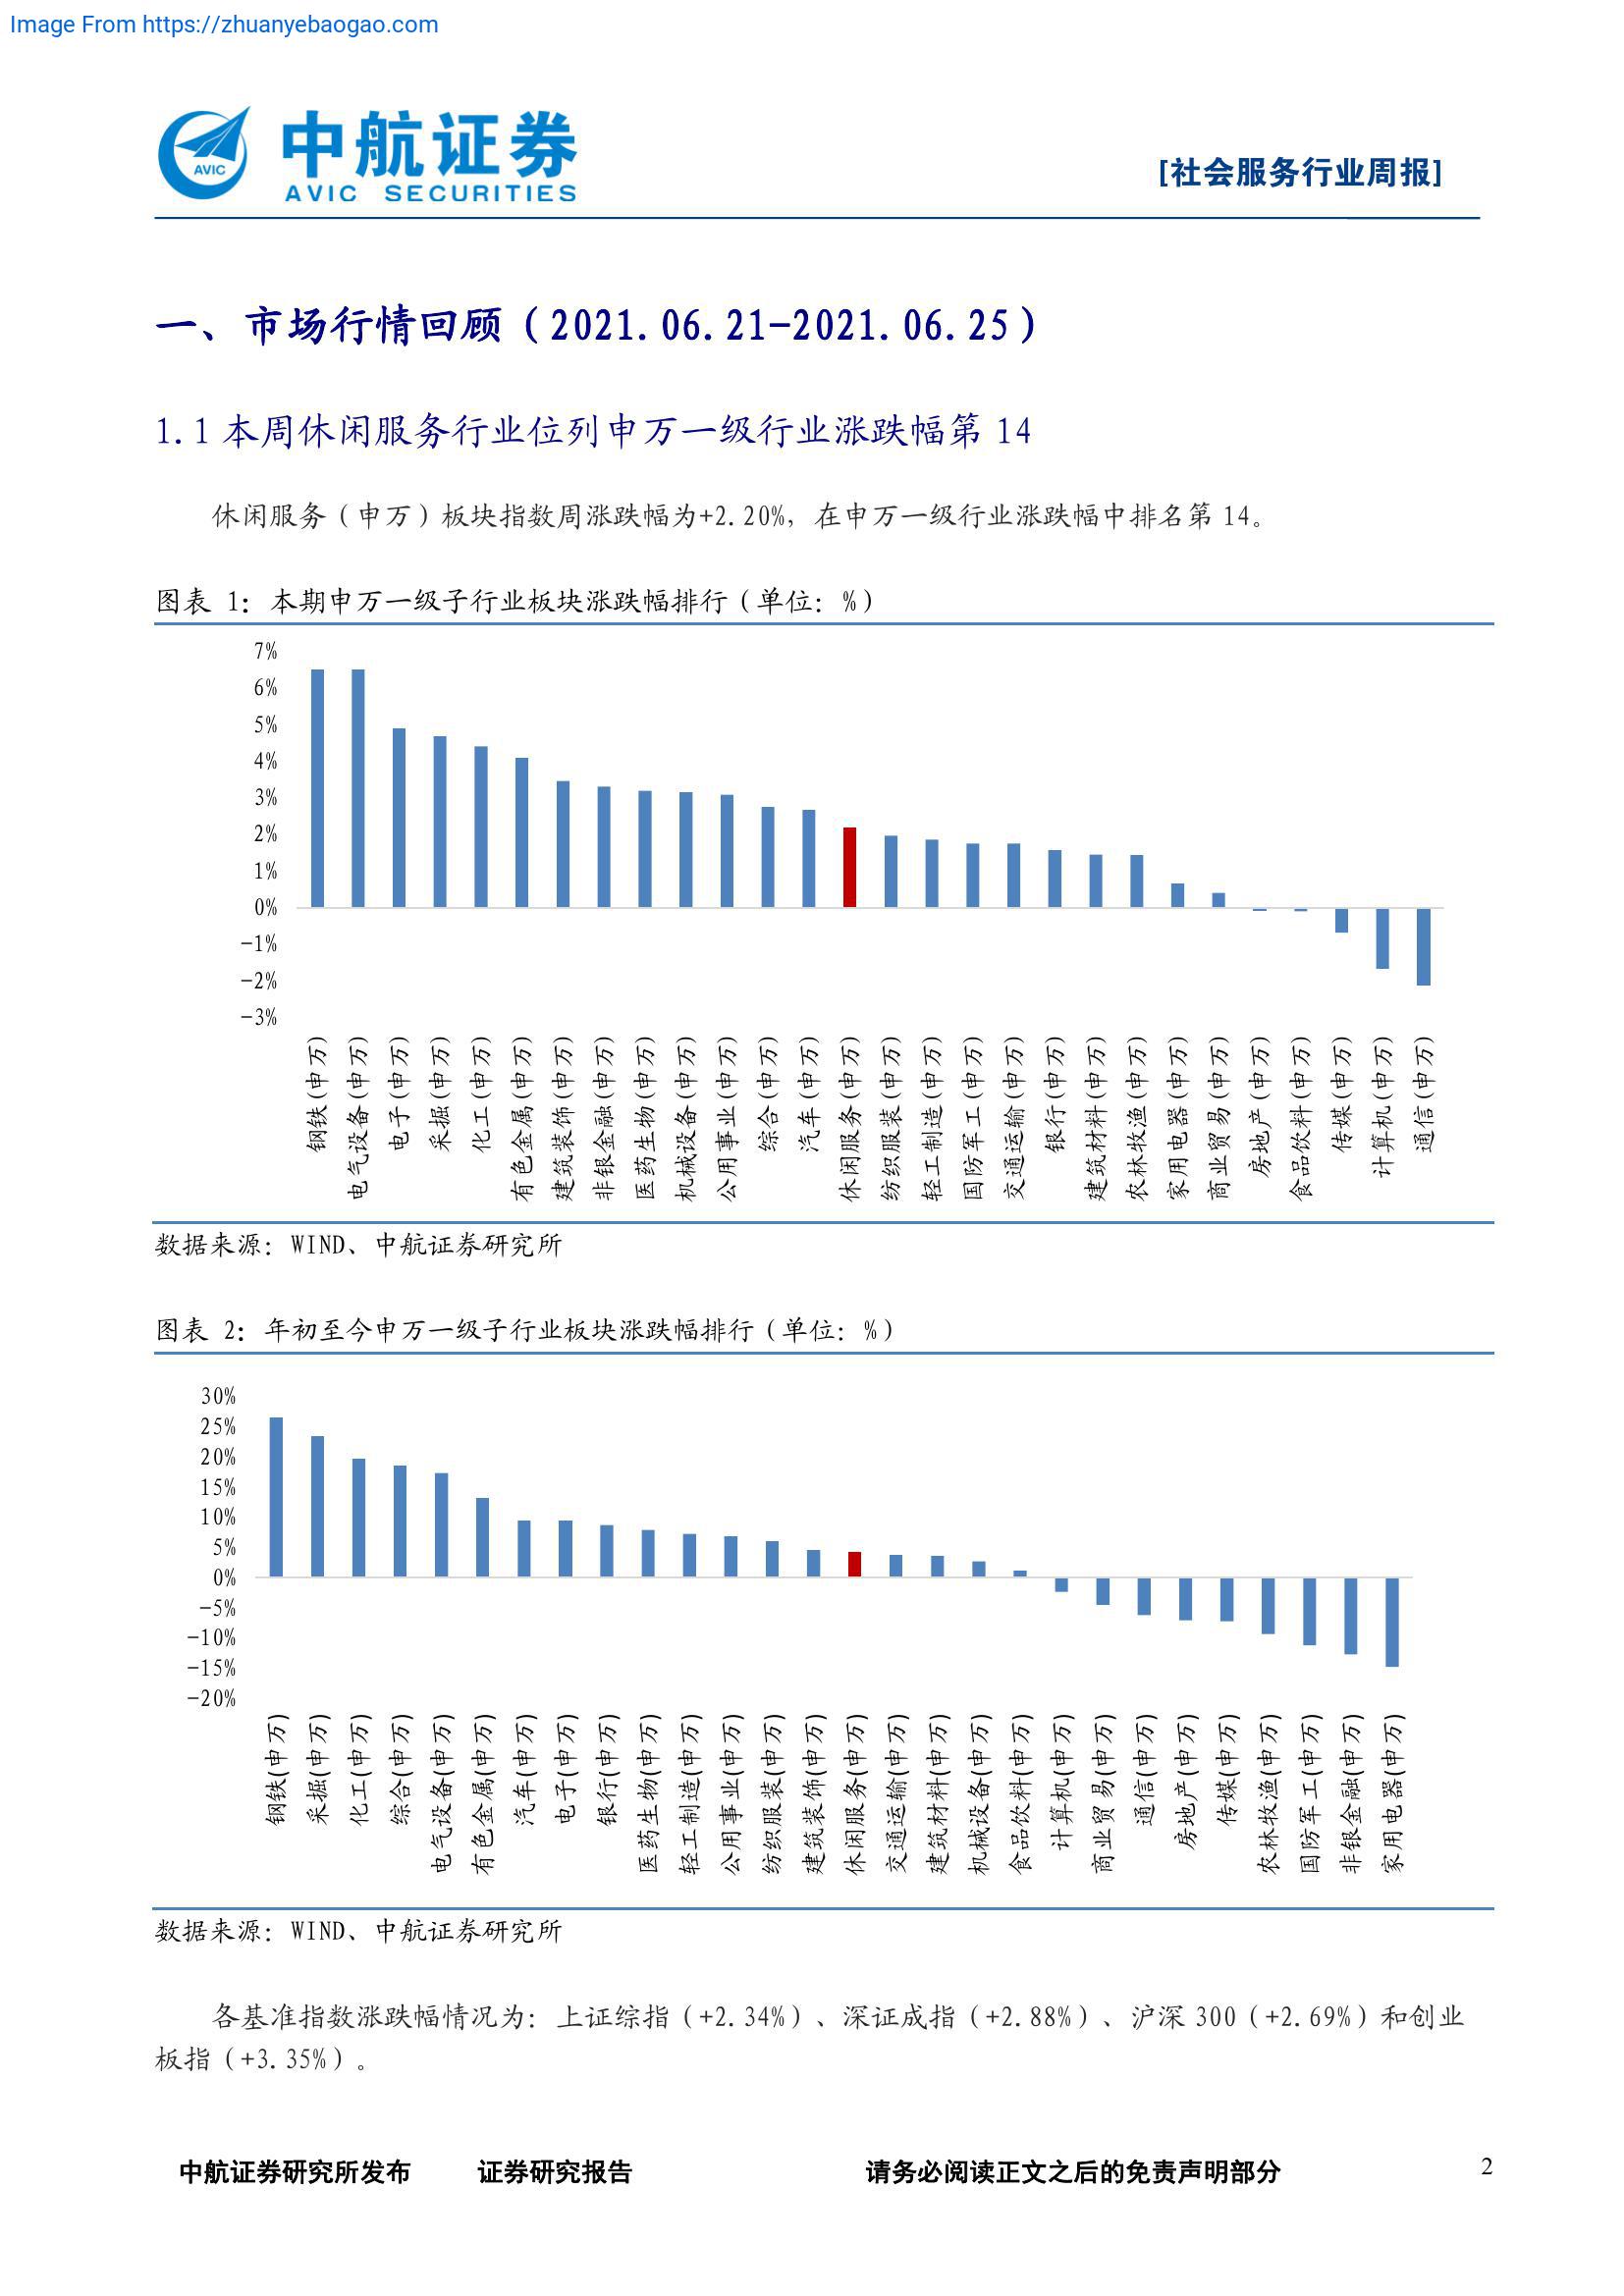 Image From https://zhuanyebaogao.com
中航证券
AVIC SECURITIES
AVIC
[社会服务行业周报]
一、市场行情回顾（2021.06.21-2021.06.25）
1.1 本周休闲服务行业位列申万一级行业涨跌幅第 14
休闲服务（申万）板块指数周涨跌幅为+2.20%，在申万一级行业涨跌幅中排名第 14。
图表 1：本期申万一级子行业板块涨跌幅排行（单位：%）
7%
6%
5%
4%
3%
2%
1%
0%
-1%
-2%
-3%
钢铁(申万)
电气设备(申万)
电子(申万)
采掘(申万)
化工(申万)
有色金属(申万)
建筑装饰(申万)
非银金融(申万)
医药生物(申万)
机械设备(申万)
公用事业(申万)
综合(申万)
汽车(申万)
休闲服务(申万)
纺织服装(申万)
轻工制造(申万)
国防军工(申万)
交通运输(申万)
银行(申万)
建筑材料(申万)
农林牧渔(申万)
家用电器(申万)
商业贸易(申万)
房地产(申万)
食品饮料(申万)
传媒(申万)
计算机(申万)
通信(申万)
数据来源：WIND、中航证券研究所
图表 2：年初至今申万一级子行业板块涨跌幅排行（单位：%）
30%
25%
20%
15%
10%
5%
0%
-5%
-10%
-15%
-20%
钢铁(申万)
采掘(申万)
化工(申万)
综合(申万)
电气设备(申万)
有色金属(申万)
汽车(申万)
电子(申万)
银行(申万)
医药生物(申万)
轻工制造(申万)
公用事业(申万)
纺织服装(申万)
建筑装饰(申万)
休闲服务(申万)
交通运输(申万)
建筑材料(申万)
机械设备(申万)
食品饮料(申万)
计算机(申万)
商业贸易(申万)
通信(申万)
房地产(申万)
传媒(申万)
农林牧渔(申万)
国防军工(申万)
非银金融(申万)
家用电器(申万)
数据来源：WIND、中航证券研究所
各基准指数涨跌幅情况为：上证综指（+2.34%）、深证成指（+2.88%）、沪深 300（+2.69%）和创业
板指（+3.35%）。
中航证券研究所发布 证券研究报告 请务必阅读正文之后的免责声明部分 2